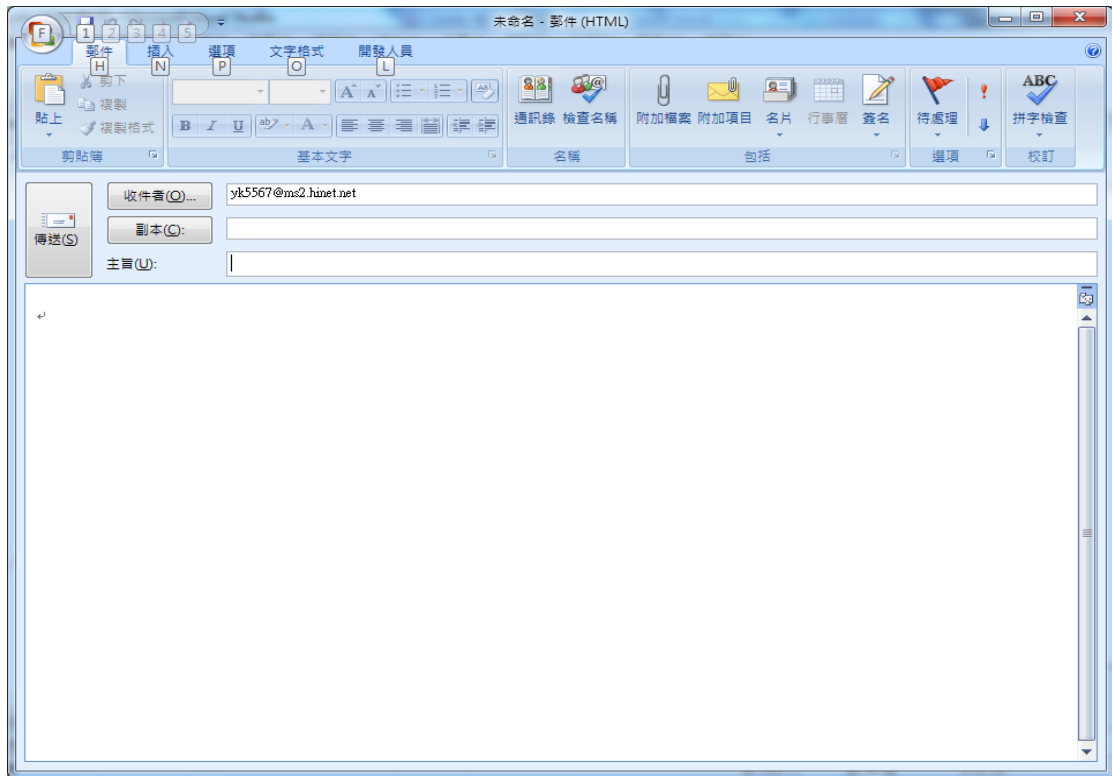 未命名 - 郵件 (HTML)
F 1 2 3 4 5
郵件 插入 選項 文字格式 開發人員
H N P O L
貼上
剪下
複製
複製格式
剪貼簿
B I U ab A
基本文字
通訊錄 檢查名稱
名稱
附加檔案 附加項目 名片 行事曆 簽名
包括
待處理
選項
ABC
拼字檢查
校訂
傳送(S)
收件者(O)... yk5567@ms2.hinet.net
副本(C):
主旨(U):